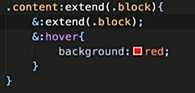 .content:extend(.block){
&:extend(.block);
&:hover{
background:red;
}
}